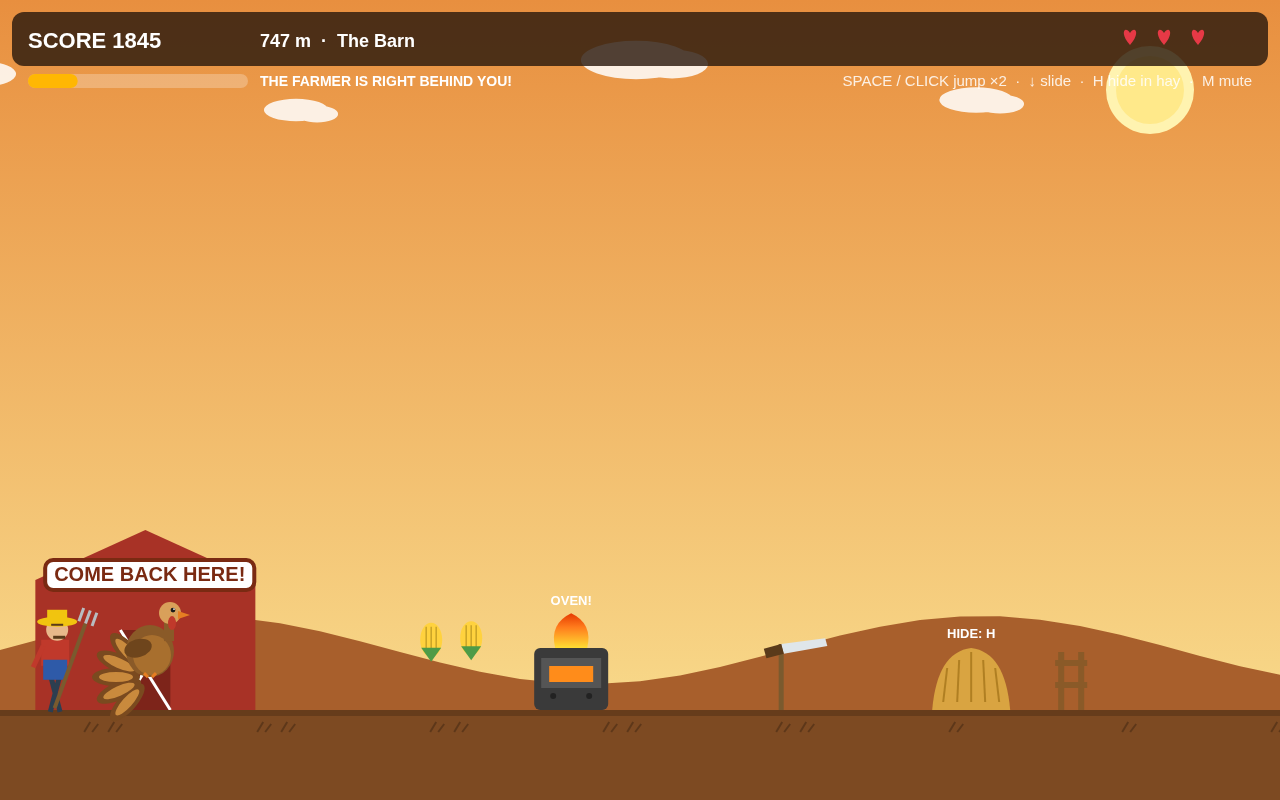 SCORE 1845
747 m · The Barn
THE FARMER IS RIGHT BEHIND YOU!
SPACE / CLICK jump ×2 · ↓ slide · H hide in hay · M mute
COME BACK HERE!
OVEN!
HIDE: H